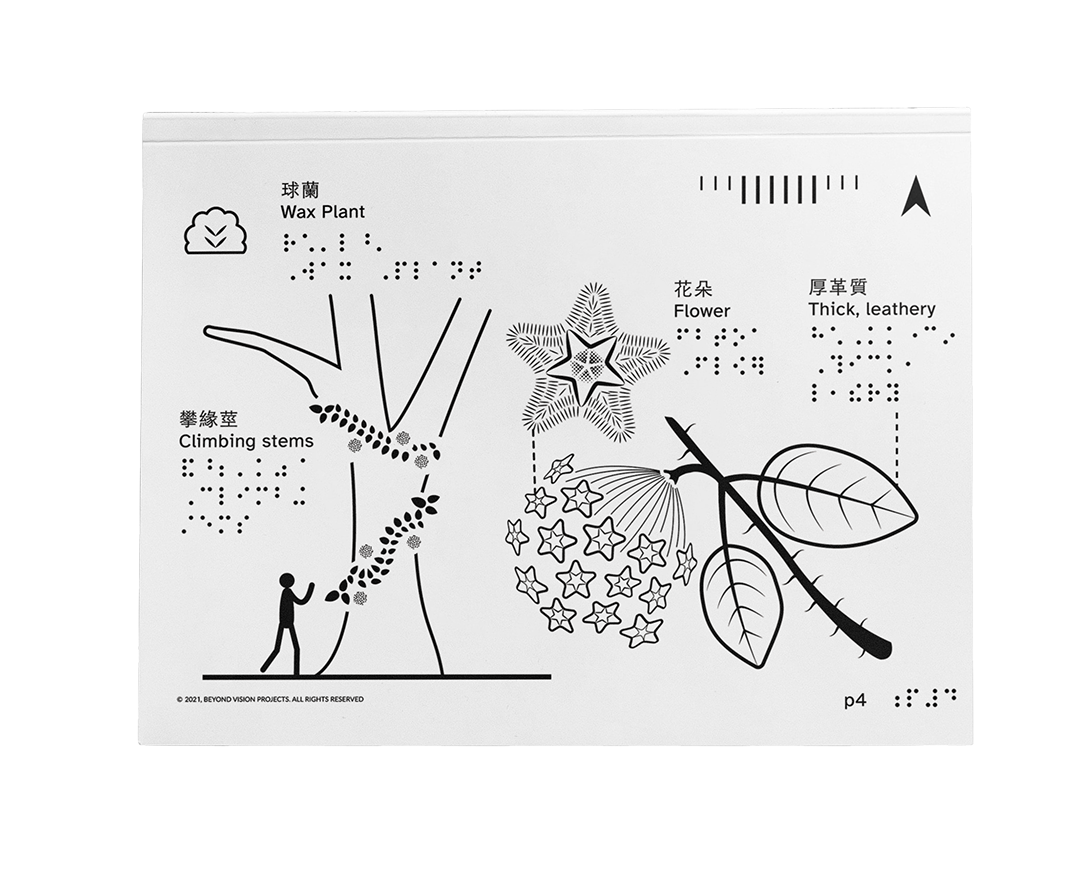 球蘭
Wax Plant
花朵
Flower
厚革質
Thick, leathery
攀緣莖
Climbing stems
© 2021, BEYOND VISION PROJECTS. ALL RIGHTS RESERVED
p4